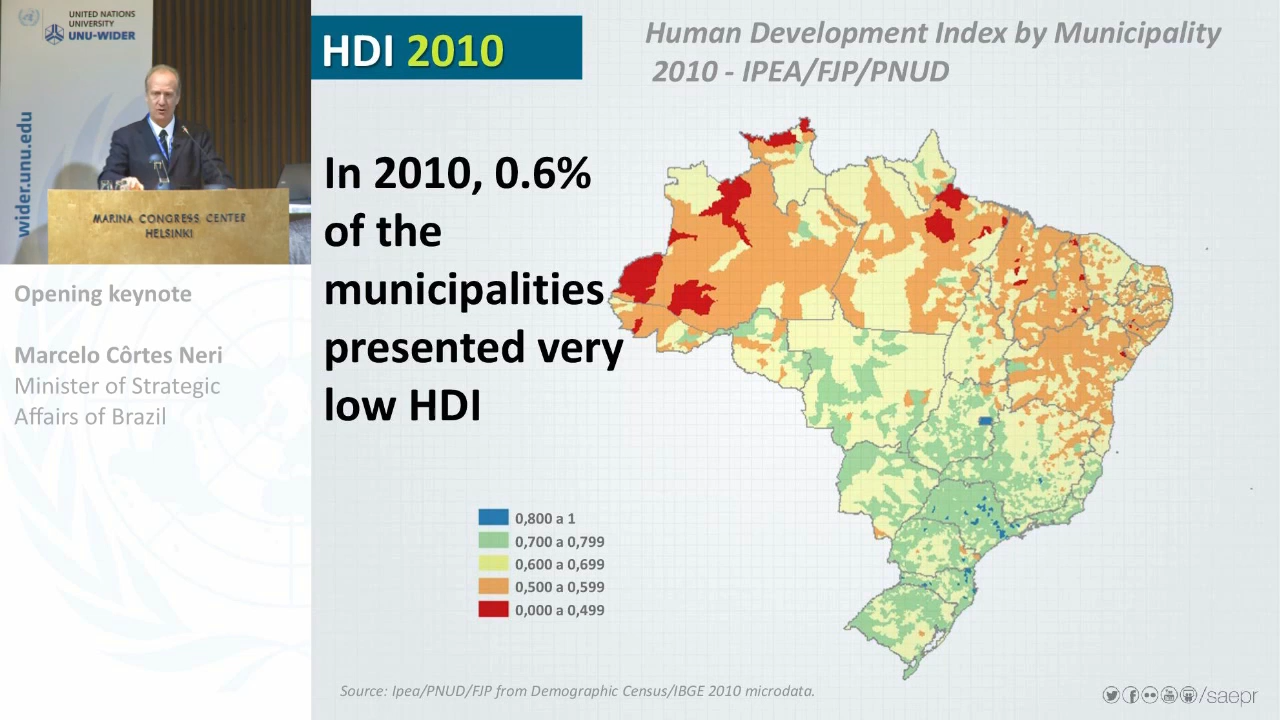 UNITED NATIONS
UNIVERSITY
UNU-WIDER
wider.unu.edu
MARINA CONGRESS CENTER
HELSINKI
Opening keynote
Marcelo Côrtes Neri
Minister of Strategic
Affairs of Brazil
HDI 2010
Human Development Index by Municipality
2010 - IPEA/FJP/PNUD
In 2010, 0.6%
of the
municipalities
presented very
low HDI
0,800 a 1
0,700 a 0,799
0,600 a 0,699
0,500 a 0,599
0,000 a 0,499
Source: Ipea/PNUD/FJP from Demographic Census/IBGE 2010 microdata.
/saepr